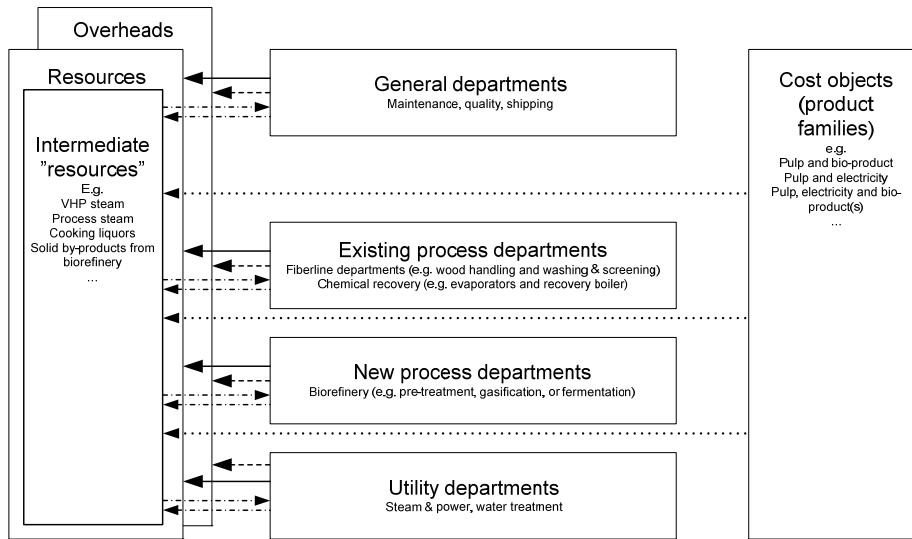 Overheads
Resources
Intermediate
”resources”
E.g.
VHP steam
Process steam
Cooking liquors
Solid by-products from
biorefinery
...
General departments
Maintenance, quality, shipping
Existing process departments
Fiberline departments (e.g. wood handling and washing & screening)
Chemical recovery (e.g. evaporators and recovery boiler)
New process departments
Biorefinery (e.g. pre-treatment, gasification, or fermentation)
Utility departments
Steam & power, water treatment
Cost objects
(product
families)
e.g.
Pulp and bio-product
Pulp and electricity
Pulp, electricity and bio-
product(s)
...